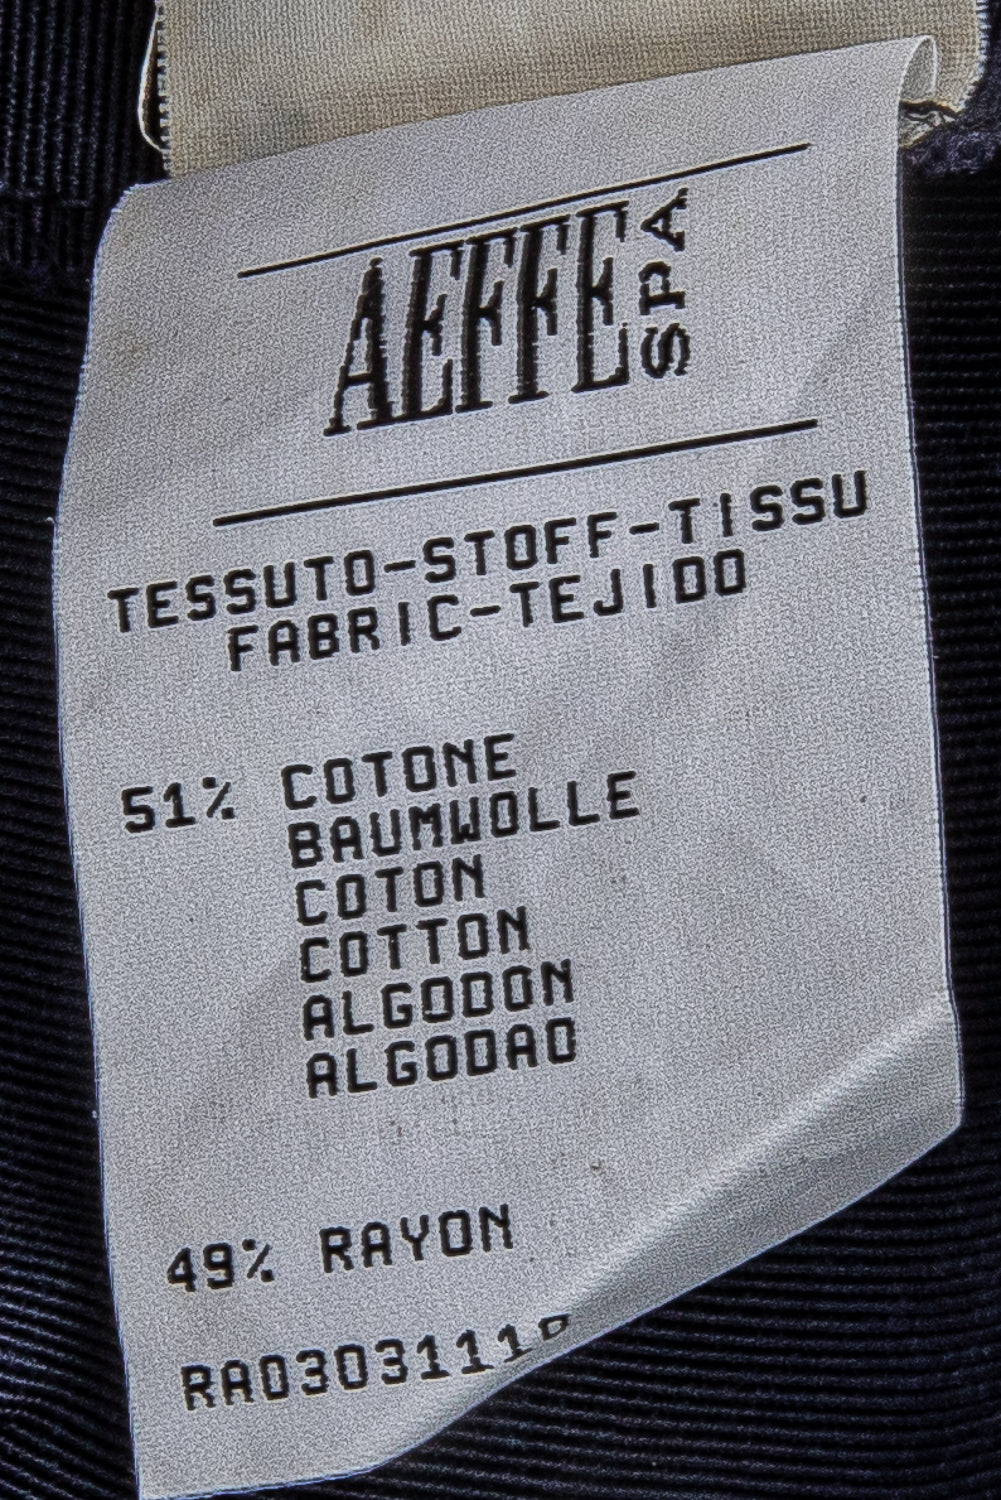 AEFFE SPA
TESSUTO-STOFF-TISSU
FABRIC-TEJIDO
51% COTONE
BAUMWOLLE
COTON
COTTON
ALGODON
ALGODAO
49% RAYON